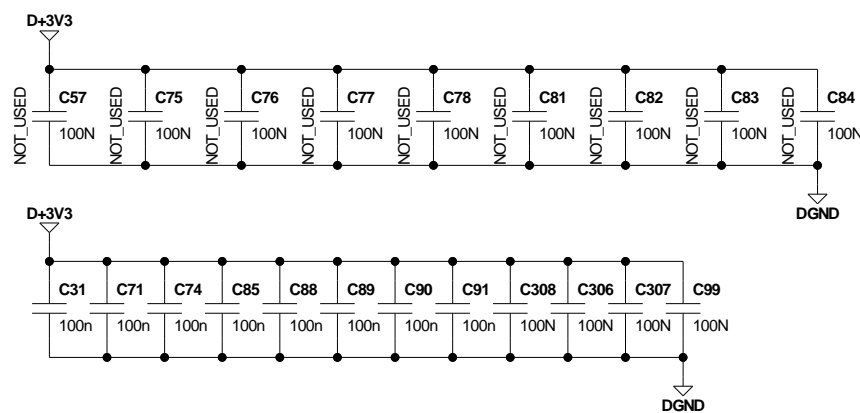 D+3V3
C57 C75 C76 C77 C78 C81 C82 C83 C84
NOT_USED NOT_USED NOT_USED NOT_USED NOT_USED NOT_USED NOT_USED NOT_USED NOT_USED
100N 100N 100N 100N 100N 100N 100N 100N 100N
DGND
D+3V3
C31 C71 C74 C85 C88 C89 C90 C91 C308 C306 C307 C99
100n 100n 100n 100n 100n 100n 100n 100n 100N 100N 100N 100N
DGND